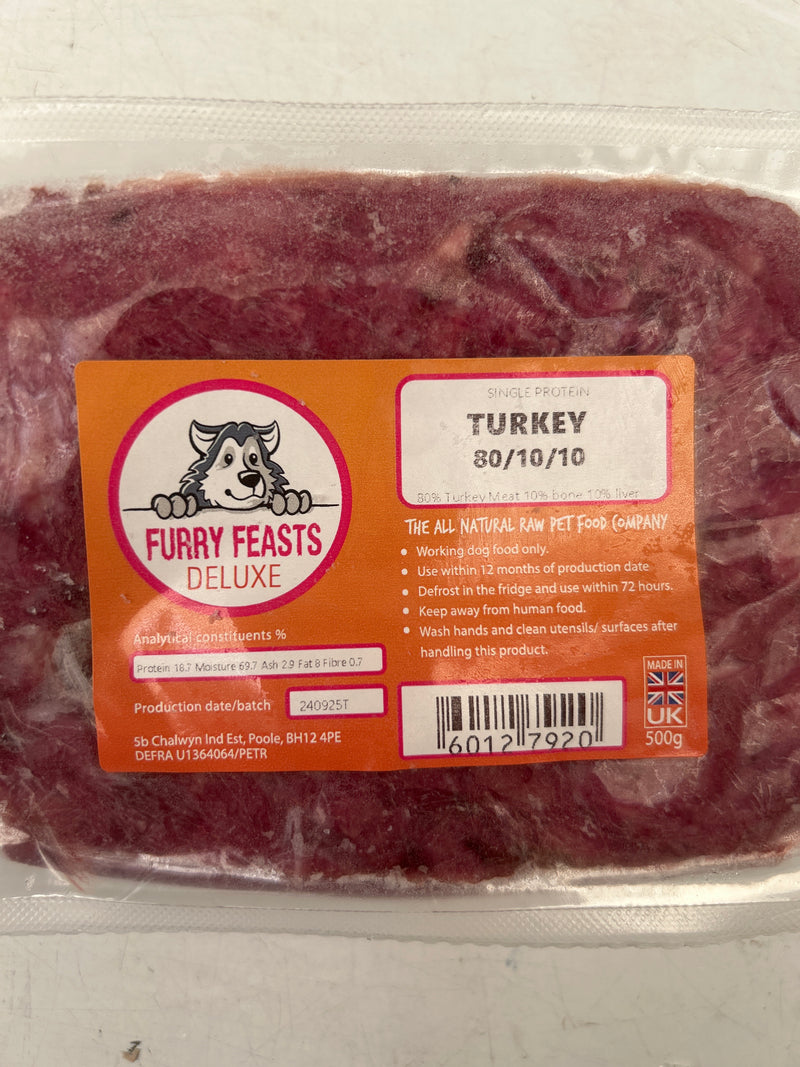 FURRY FEASTS
DELUXE
Analytical constituents %
Protein 18.7 Moisture 69.7 Ash 2.9 Fat 8 Fibre 0.7
Production date/batch
240925T
5b Chalwyn Ind Est, Poole, BH12 4PE
DEFRA U1364064/PETR
SINGLE PROTEIN
TURKEY
80/10/10
80% Turkey Meat 10% bone 10% liver
THE ALL NATURAL RAW PET FOOD COMPANY
• Working dog food only.
• Use within 12 months of production date
• Defrost in the fridge and use within 72 hours.
• Keep away from human food.
• Wash hands and clean utensils/ surfaces after
handling this product.
6012 7920
MADE IN
UK
500g